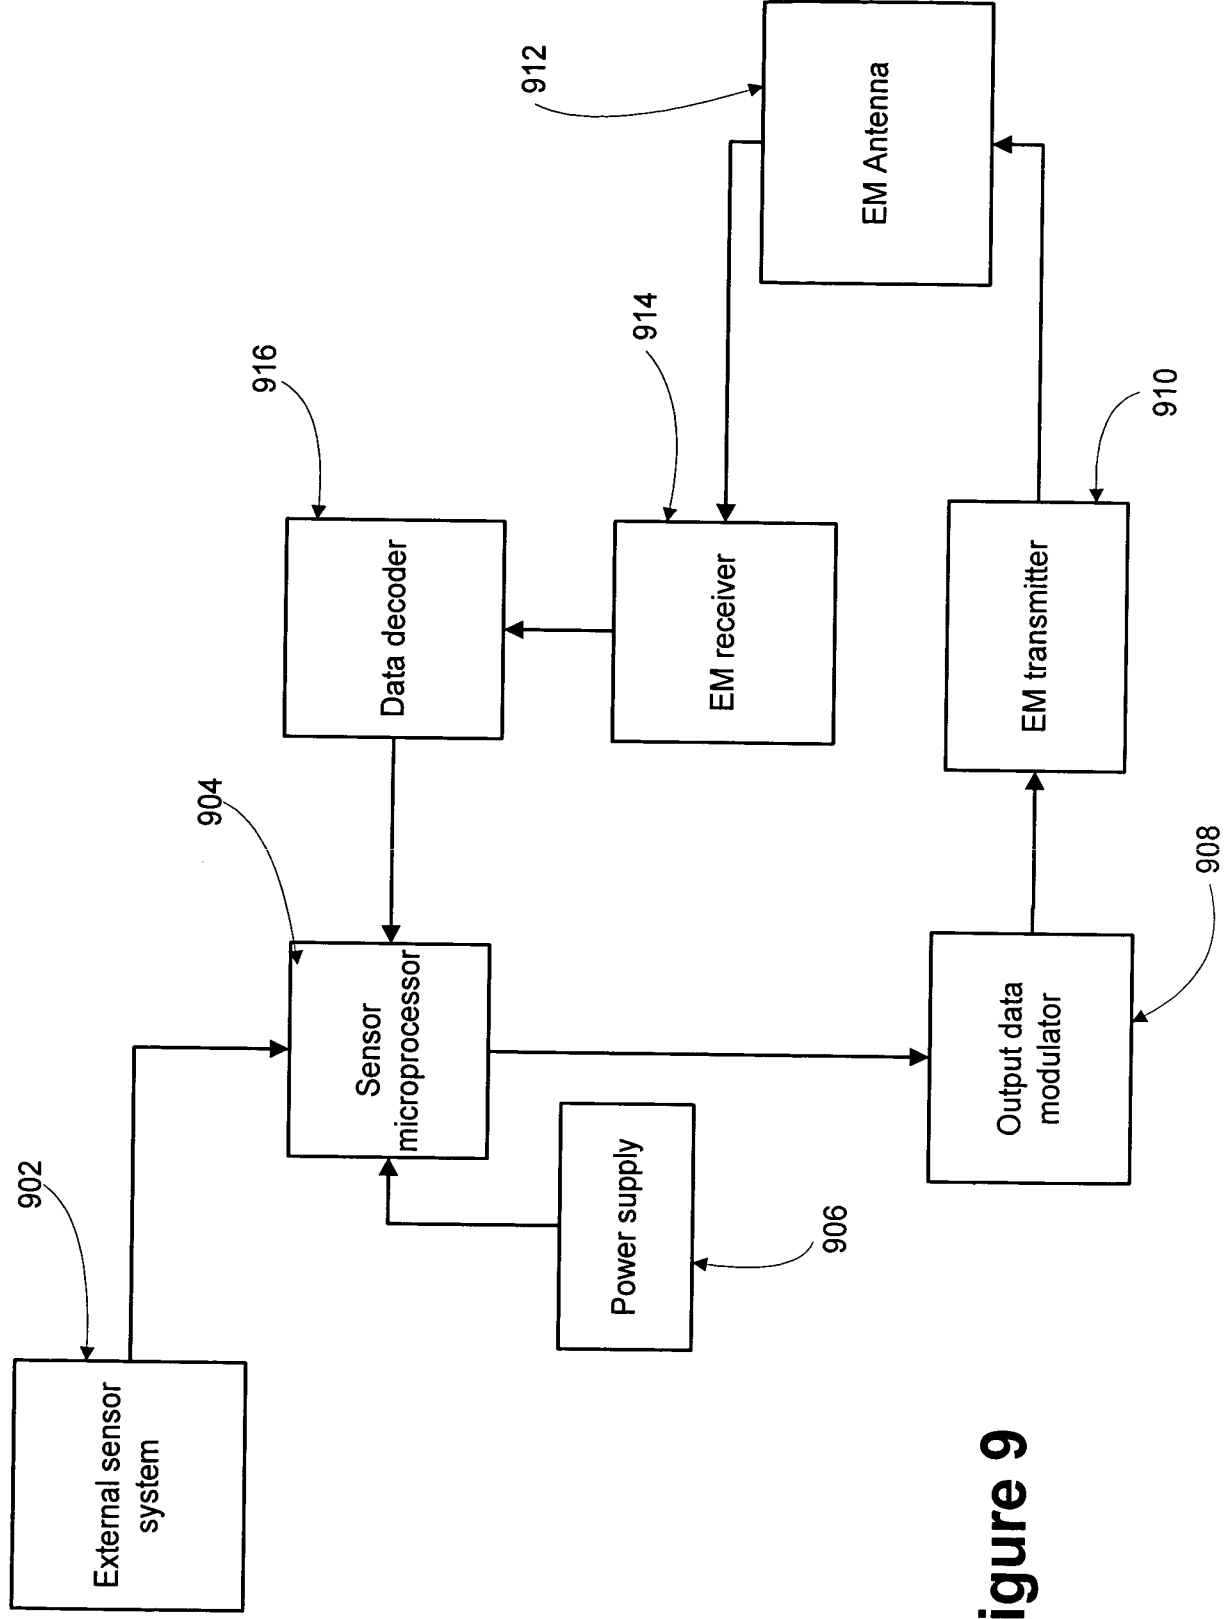 902
External sensor
system
904
Sensor
microprocessor
916
Data decoder
906
Power supply
914
EM receiver
912
EM Antenna
908
Output data
modulator
910
EM transmitter
igure 9